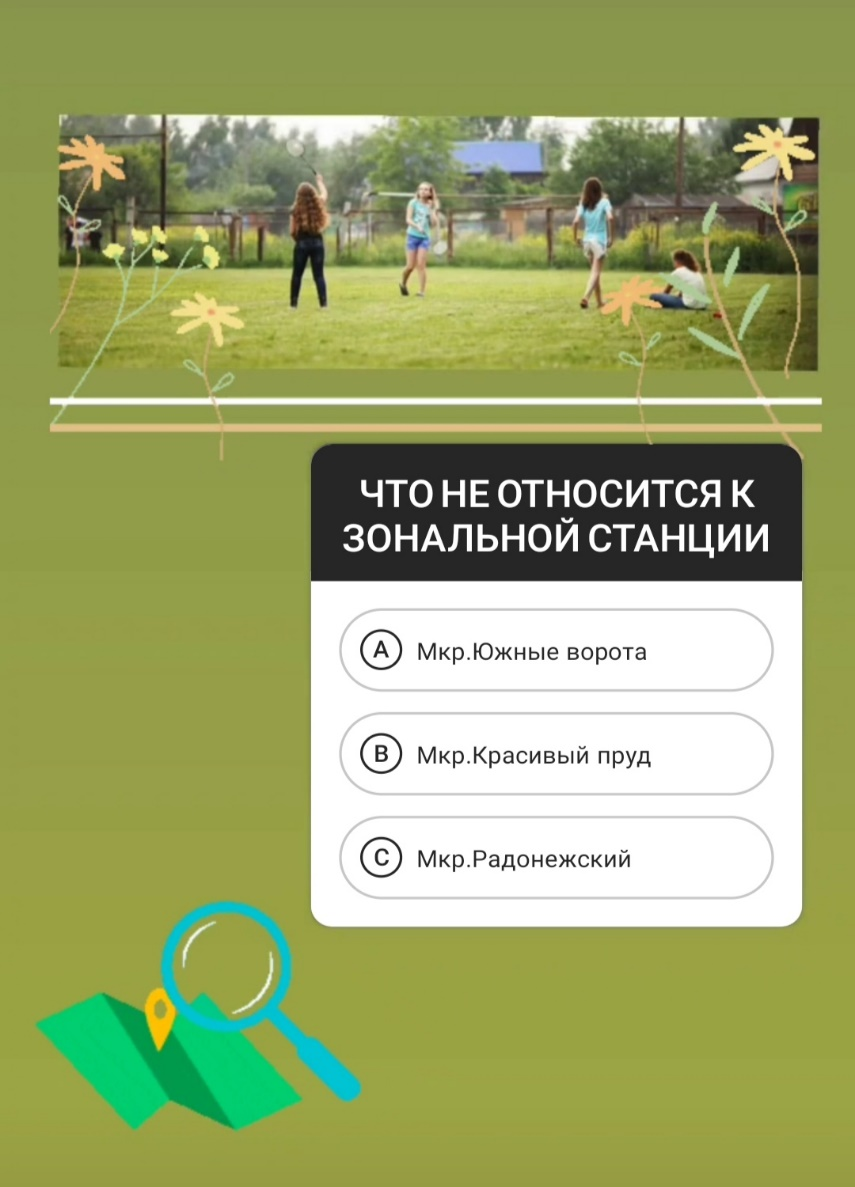 ЧТО НЕ ОТНОСИТСЯ К
ЗОНАЛЬНОЙ СТАНЦИИ
A Мкр.Южные ворота
B Мкр.Красивый пруд
C Мкр.Радонежский